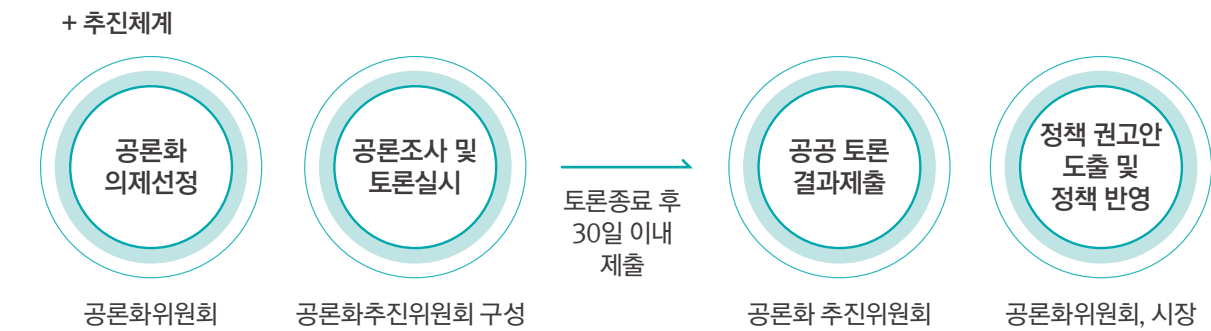 + 추진체계
공론화
의제선정
공론화위원회
공론조사 및
토론실시
공론화추진위원회 구성
토론종료 후
30일 이내
제출
공공 토론
결과제출
공론화 추진위원회
정책 권고안
도출 및
정책 반영
공론화위원회, 시장